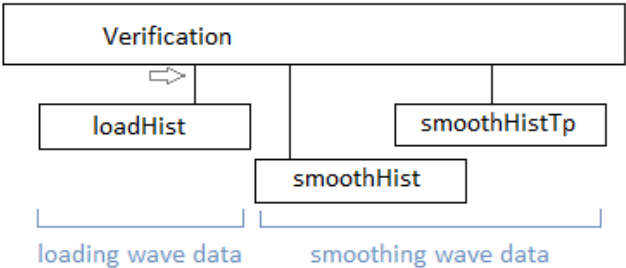 Verification
loadHist
smoothHistTp
smoothHist
loading wave data
smoothing wave data